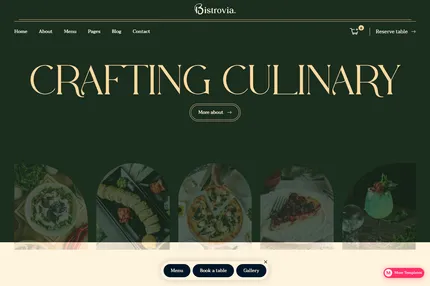 Bistrovia.
Home About Menu Pages Blog Contact
0
Reserve table →
CRAFTING CULINARY
More about →
Menu Book a table Gallery
×
More Templates